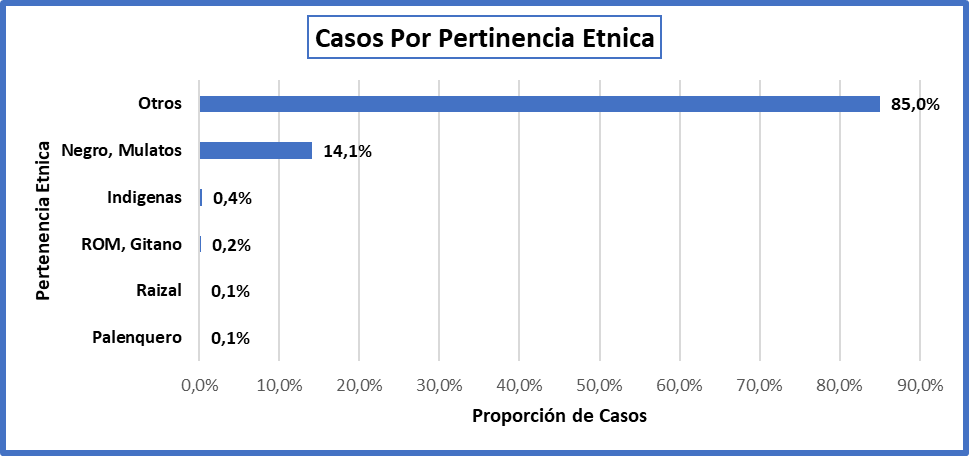 Casos Por Pertinencia Etnica
Pertenencia Etnica
Otros
85,0%
Negro, Mulatos
14,1%
Indigenas
0,4%
ROM, Gitano
0,2%
Raizal
0,1%
Palenquero
0,1%
0,0% 10,0% 20,0% 30,0% 40,0% 50,0% 60,0% 70,0% 80,0% 90,0%
Proporción de Casos